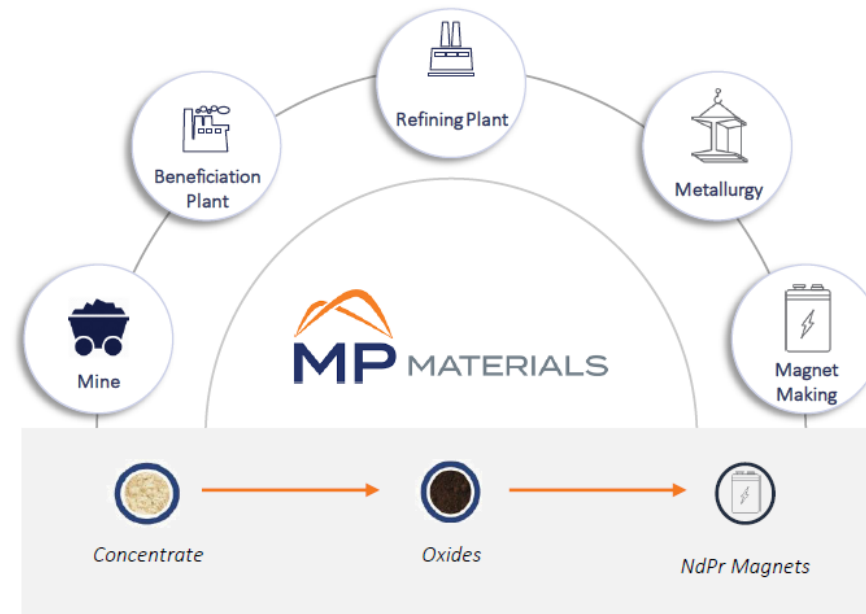 Refining Plant
Beneficiation
Plant
Metallurgy
Mine
MP MATERIALS
Magnet
Making
Concentrate
Oxides
NdPr Magnets